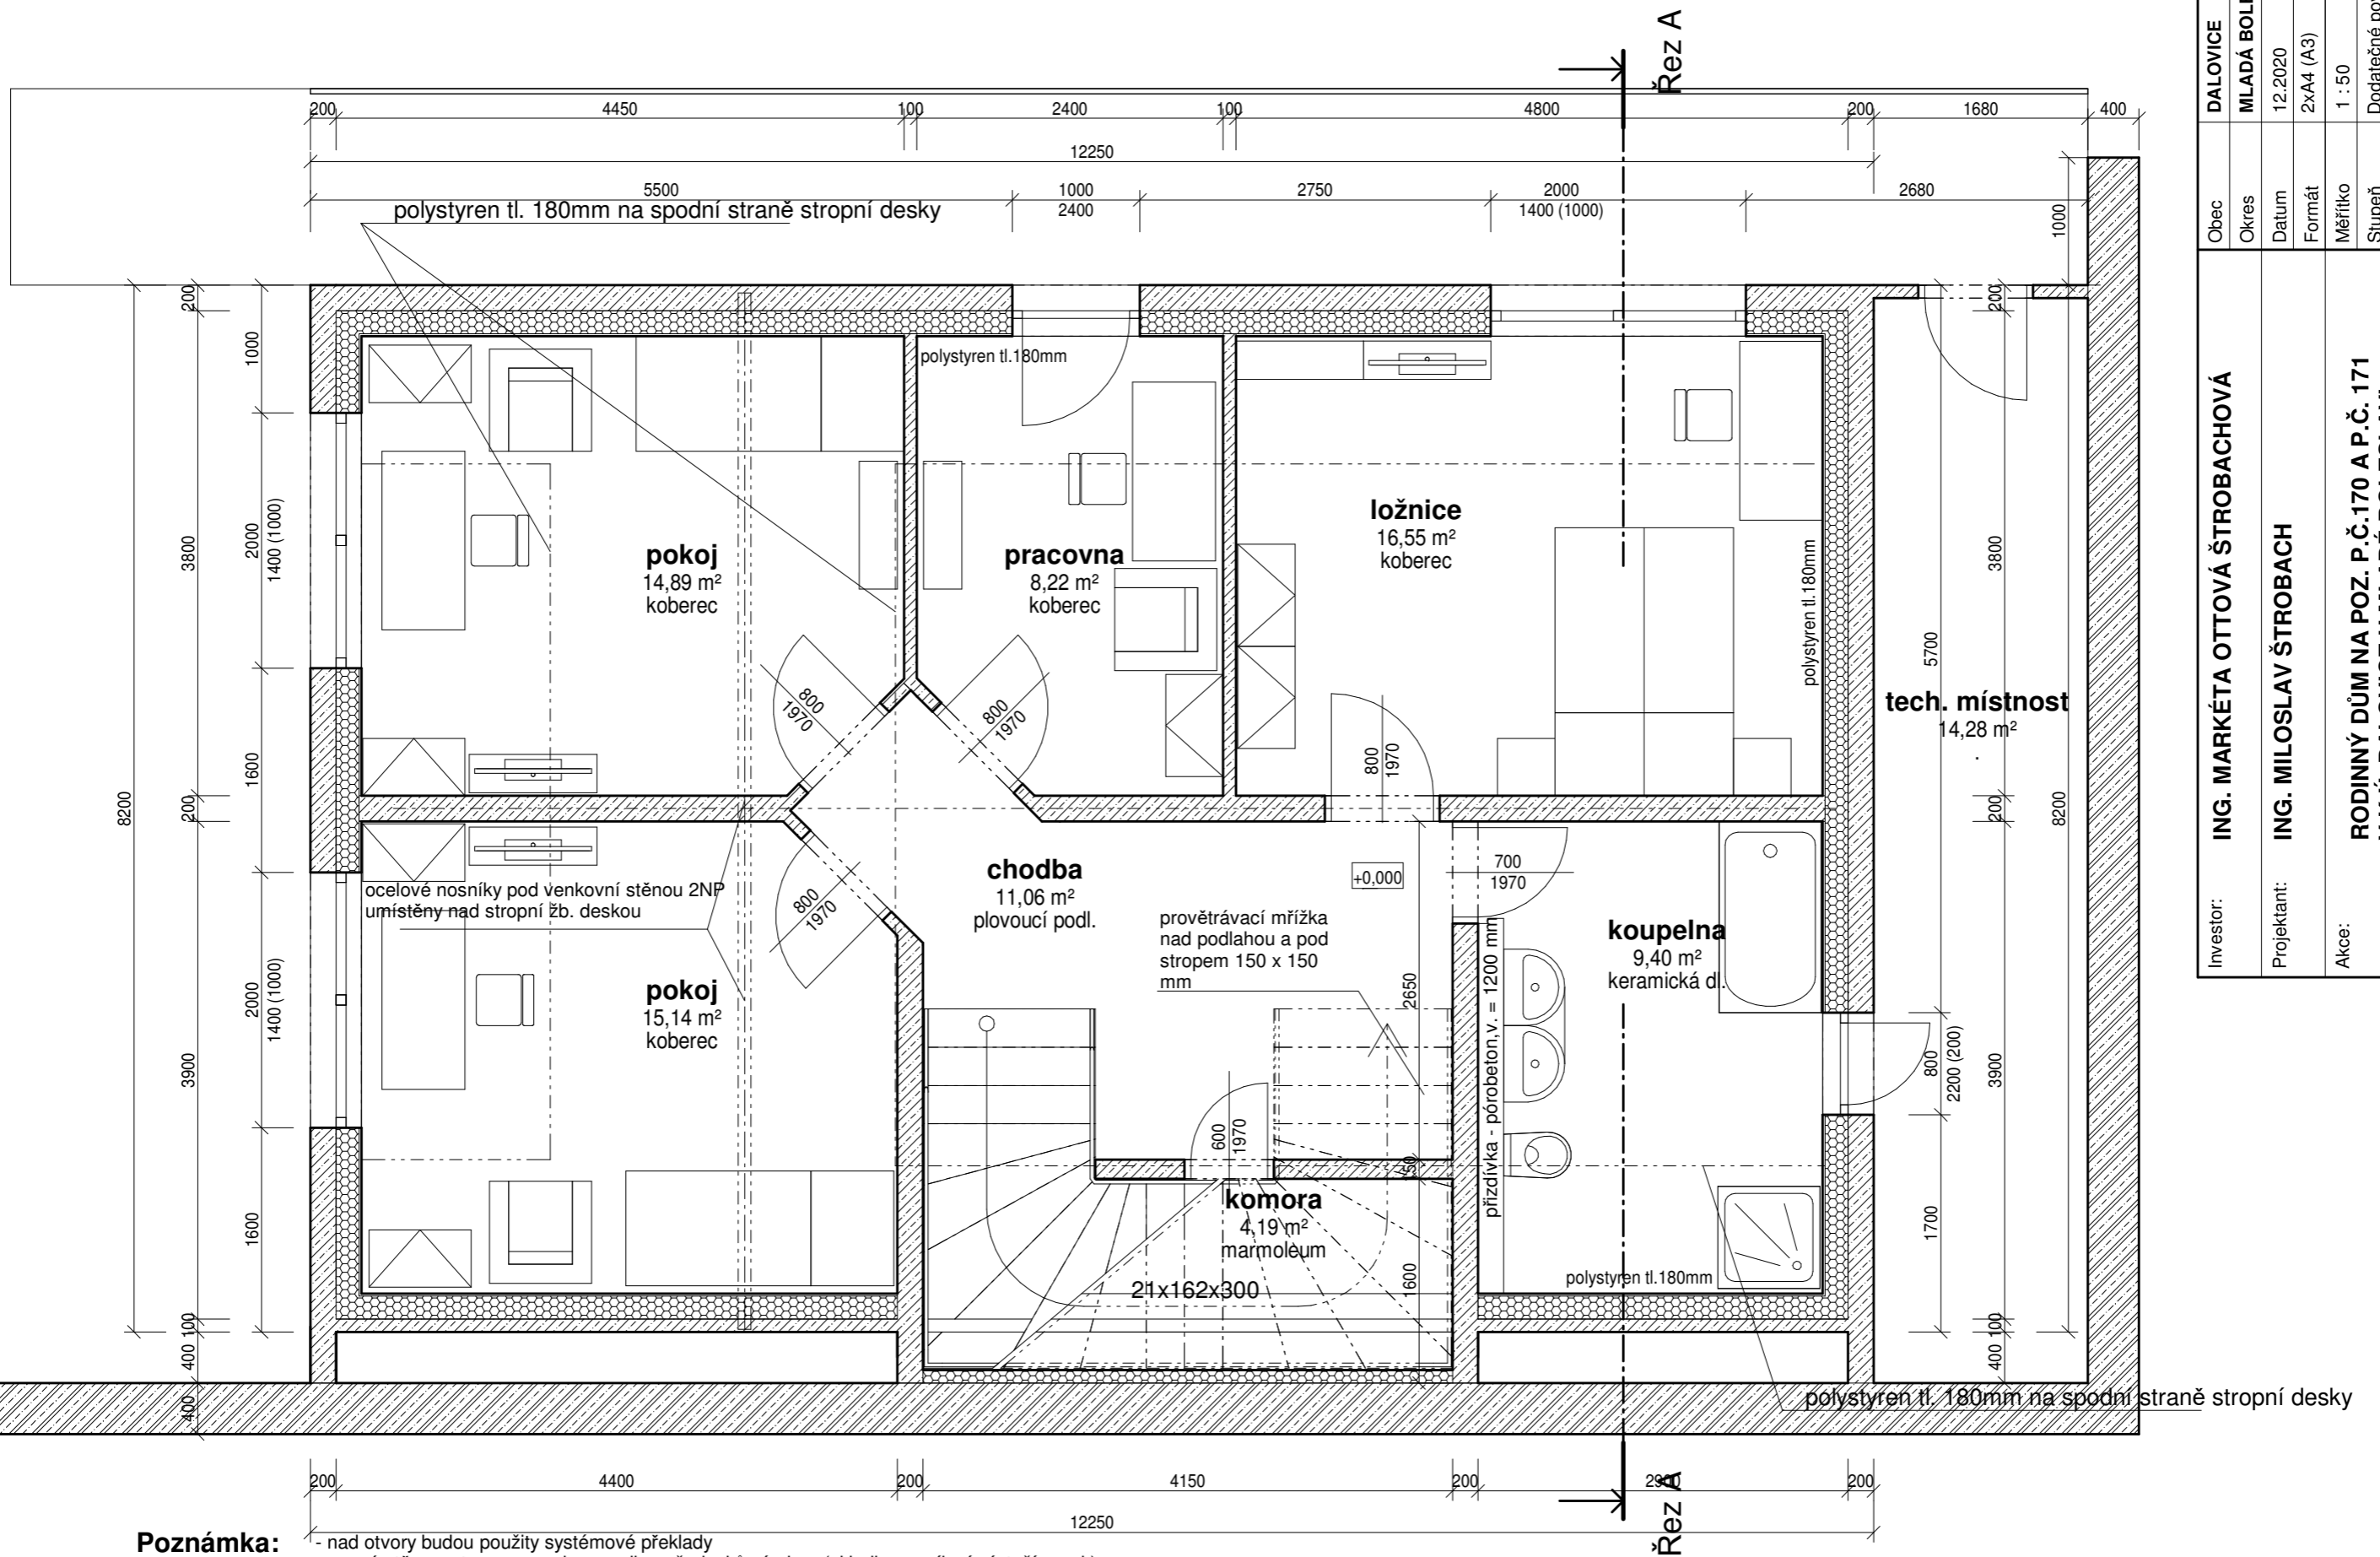 Řez A
200 4450 100 2400 100 4800 200 1680 400
12250
5500 1000 2750 2000 2680
2400 1400 (1000)
polystyren tl. 180mm na spodní straně stropní desky
1000
200
1000
200
polystyren tl.180mm
ložnice
16,55 m²
koberec
pokoj
14,89 m²
koberec
pracovna
8,22 m²
koberec
3800
2000
1400 (1000)
polystyren tl.180mm
3800
5700
tech. místnost
14,28 m²
800
1970
800
1970
800
1970
1600
200
8200
200
8200
chodba
11,06 m²
plovoucí podl.
+0,000
700
1970
ocelové nosníky pod venkovní stěnou 2NP
umístěny nad stropní žb. deskou
800
1970
provětrávací mřížka
nad podlahou a pod
stropem 150 x 150
mm
koupelna
9,40 m²
keramická dl.
pokoj
15,14 m²
koberec
2000
1400 (1000)
3900
2650
přizdívka - pórobeton,v. = 1200 mm
800
2200 (200)
3900
600
1970
150
komora
4,19 m²
marmoleum
21x162x300
1600
1600
1700
polystyren tl.180mm
100
400
400
100
400
polystyren tl. 180mm na spodní straně stropní desky
200 4400 200 4150 200 2900 200
12250
Řez A
Poznámka: - nad otvory budou použity systémové překlady
Obec DALOVICE
Okres
Datum 12.2020
Formát 2xA4 (A3)
Měřítko 1 : 50
Stupeň Dodatečné
Investor: ING. MARKÉTA OTTOVÁ ŠTROBACHOVÁ
Projektant: ING. MILOSLAV ŠTROBACH
Akce: RODINNÝ DŮM NA POZ. P.Č.170 A P.Č. 171
MLADÁ